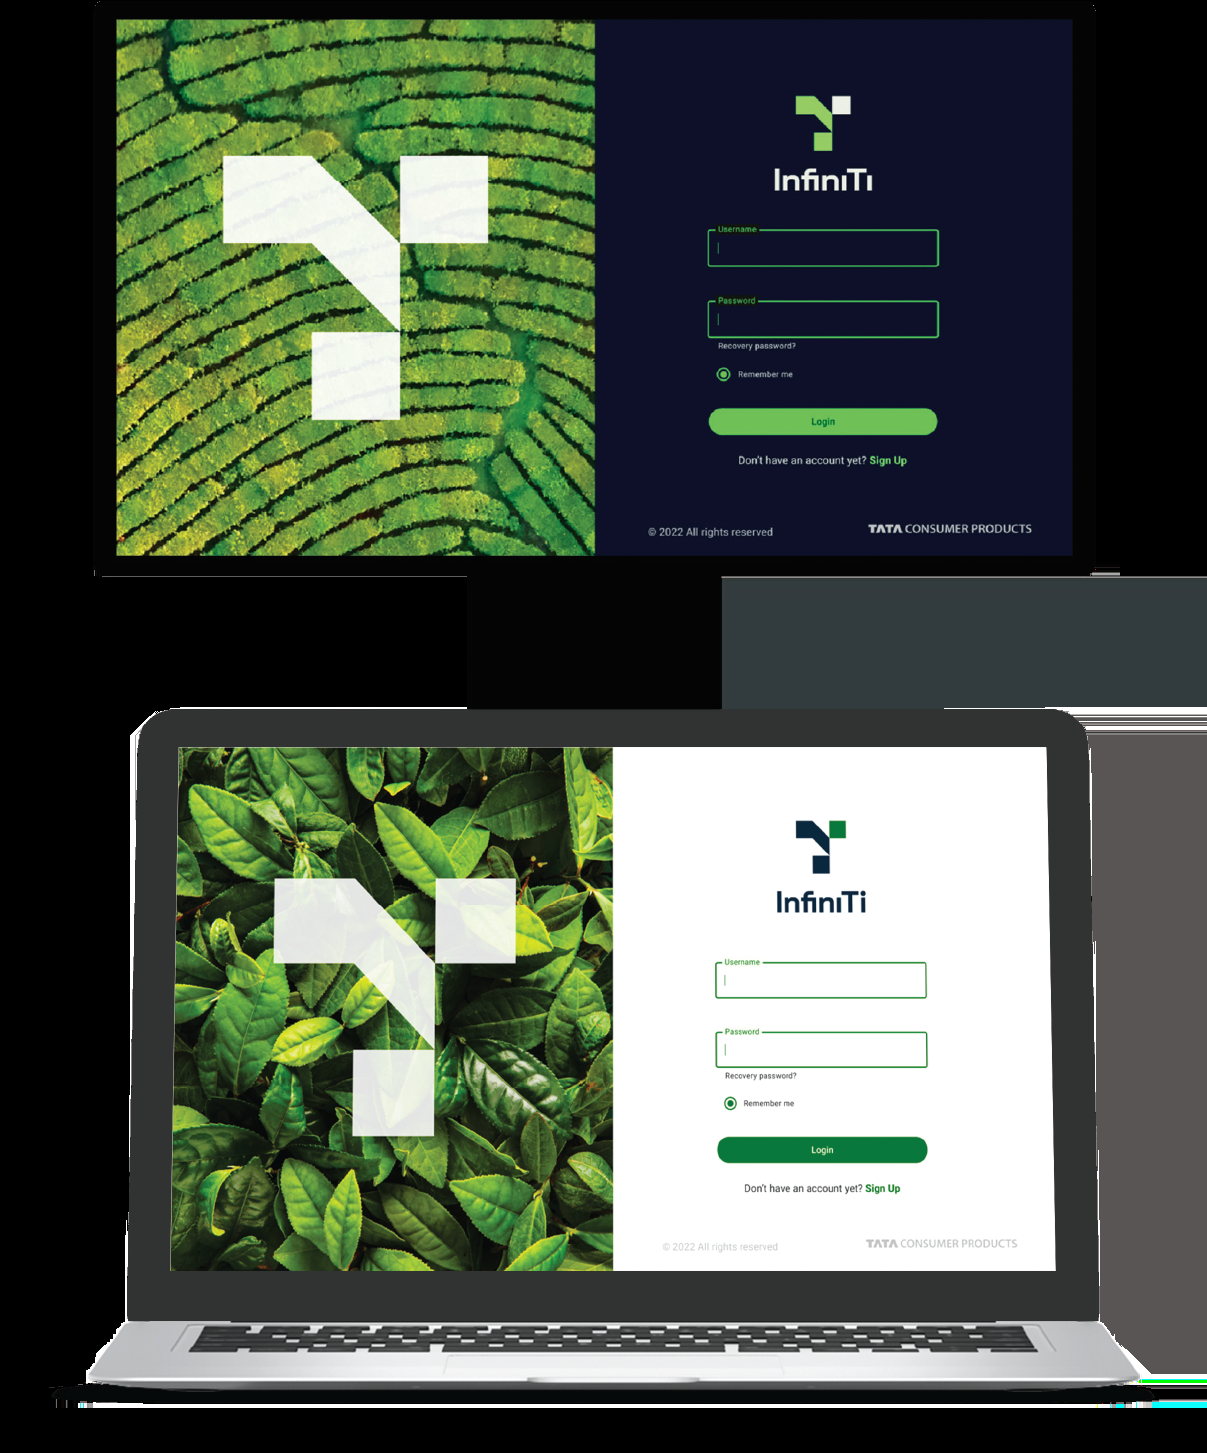 InfiniTi
Username
Password
Recovery password?
Remember me
Login
Don't have an account yet? Sign Up
© 2022 All rights reserved
TATA CONSUMER PRODUCTS
InfiniTi
Username
Password
Recovery password?
Remember me
Login
Don't have an account yet? Sign Up
© 2022 All rights reserved
TATA CONSUMER PRODUCTS